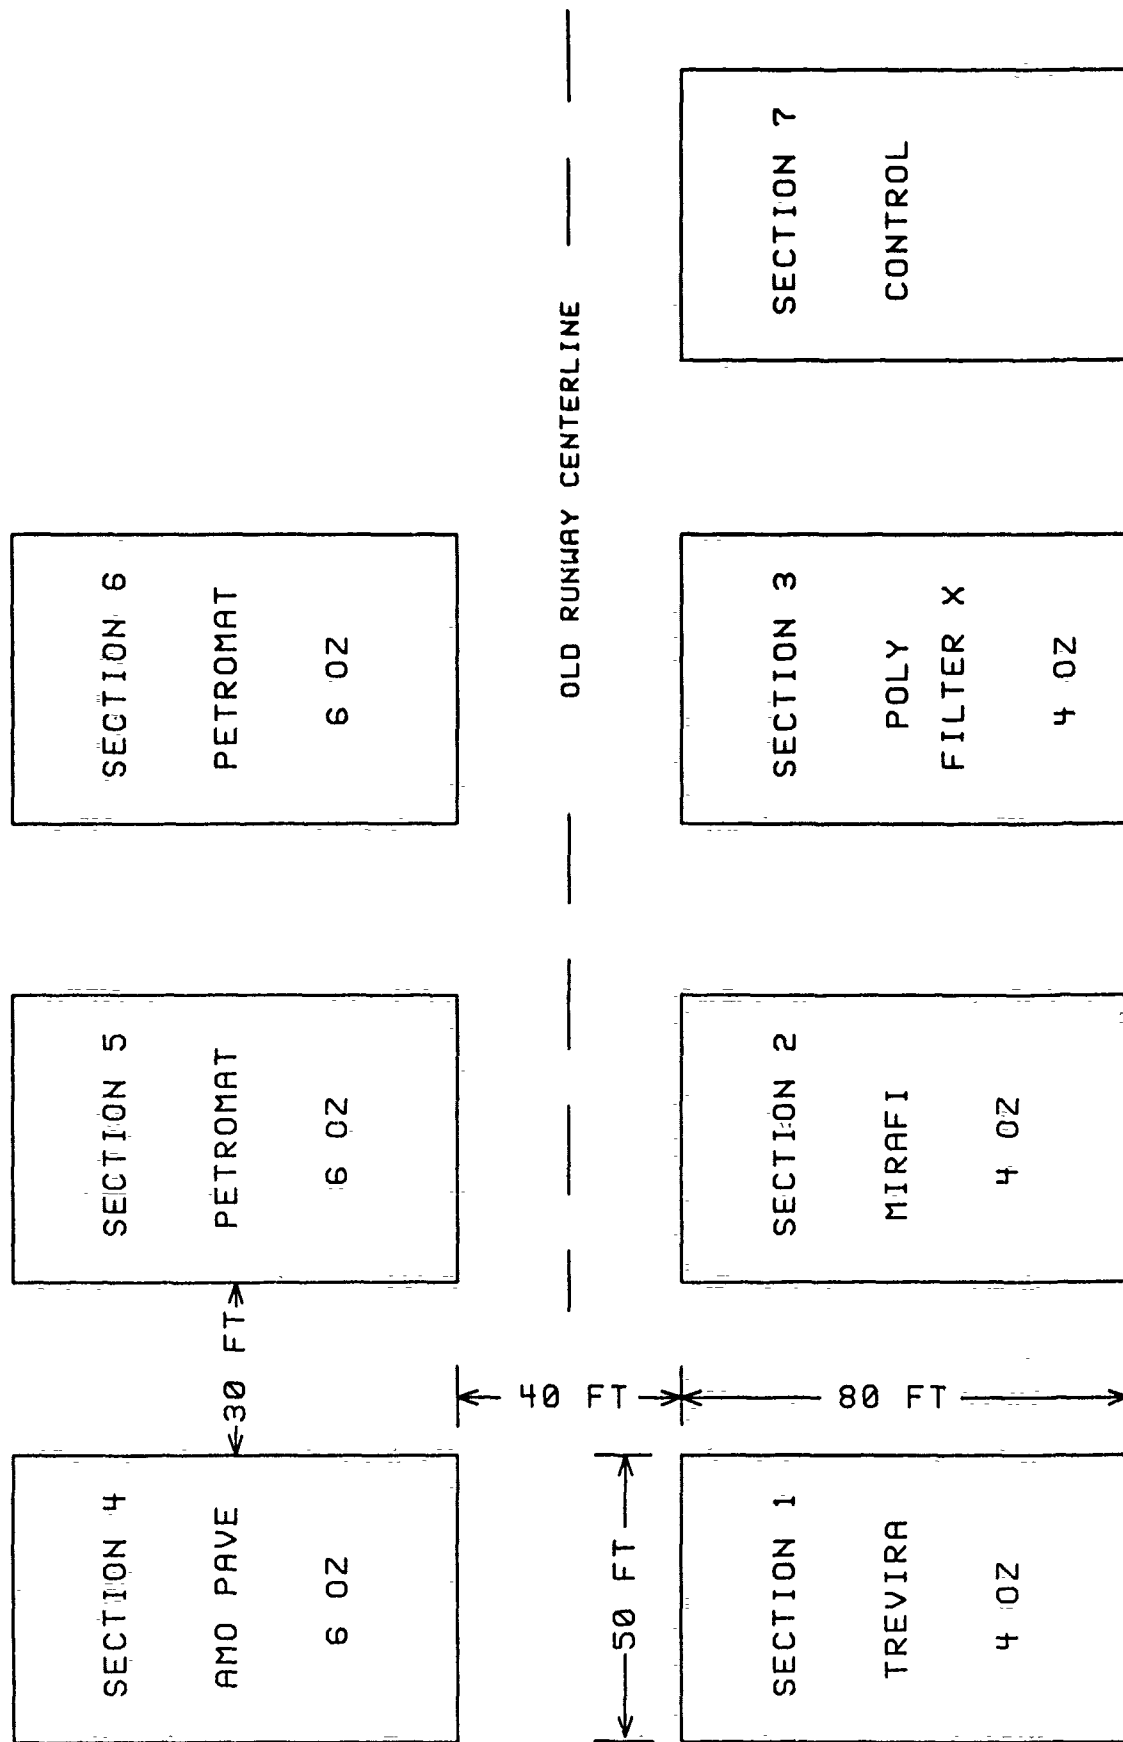 SECTION 4
AMO PAVE
6 OZ
30 FT
SECTION 5
PETROMAT
6 OZ
SECTION 6
PETROMAT
6 OZ
40 FT
OLD RUNWAY CENTERLINE
50 FT
80 FT
SECTION 1
TREVIRA
4 OZ
SECTION 2
MIRAFI
4 OZ
SECTION 3
POLY
FILTER X
4 OZ
SECTION 7
CONTROL